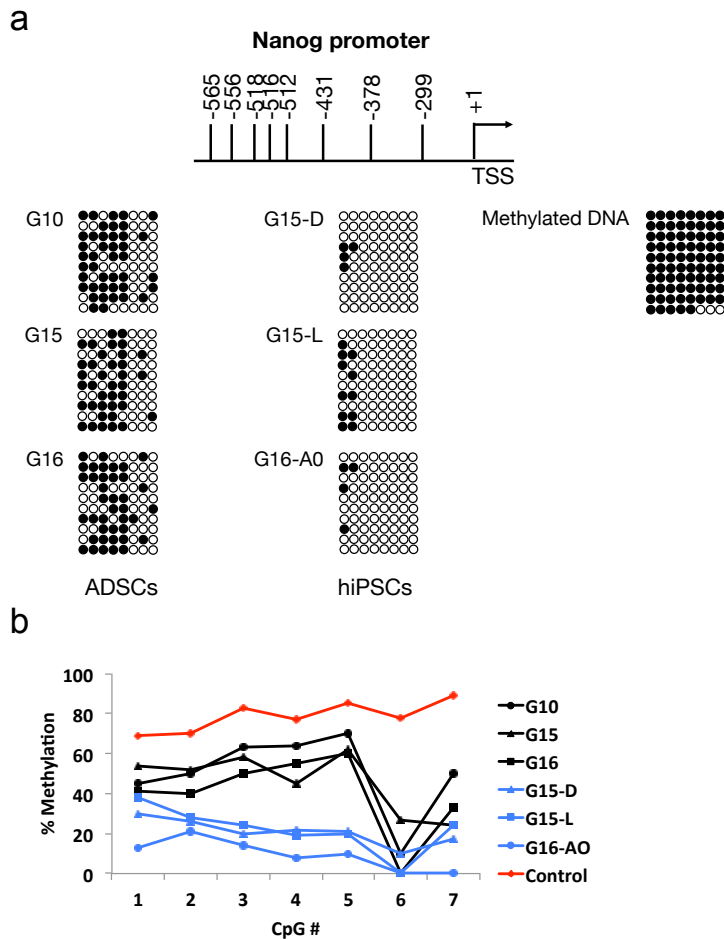 a
Nanog promoter
-565 -556 -518 -516 -512 -431 -378 -299 +1
TSS
G10 G15-D Methylated DNA
G15 G15-L
G16 G16-A0
ADSCs hiPSCs
b
100
80
60
40
20
0
% Methylation
1 2 3 4 5 6 7
CpG #
G10
G15
G16
G15-D
G15-L
G16-AO
Control